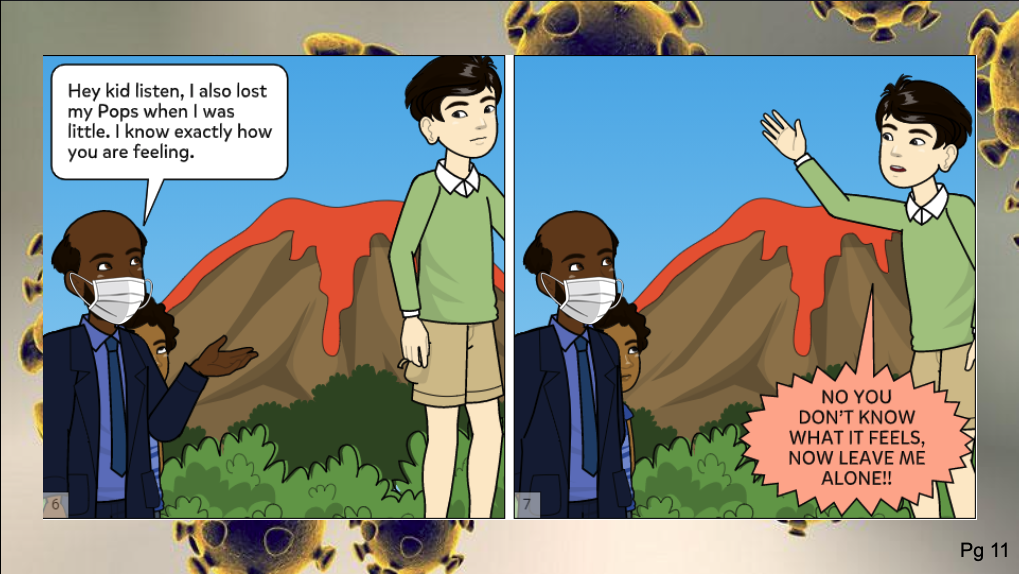 Hey kid listen, I also lost
my Pops when I was
little. I know exactly how
you are feeling.
6
NO YOU
DON'T KNOW
WHAT IT FEELS,
NOW LEAVE ME
ALONE!!
7
Pg 11